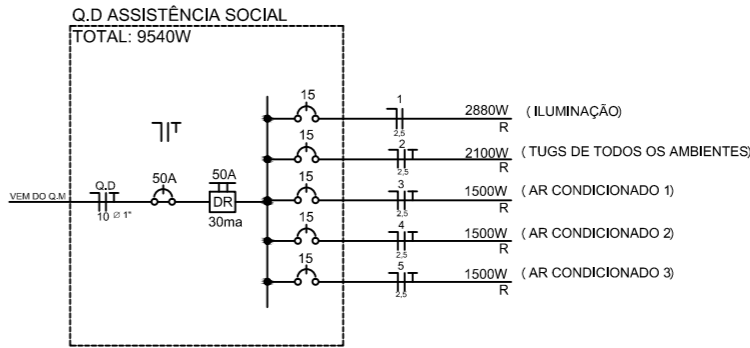 Q.D ASSISTÊNCIA SOCIAL
TOTAL: 9540W
15
1
2880W
( ILUMINAÇÃO)
2,5
R
15
2
2100W
( TUGS DE TODOS OS AMBIENTES)
2,5
R
VEM DO Q.M
Q.D
10 Ø 1"
50A
50A
DR
30ma
15
3
1500W
( AR CONDICIONADO 1)
2,5
R
15
4
1500W
( AR CONDICIONADO 2)
2,5
R
15
5
1500W
( AR CONDICIONADO 3)
2,5
R